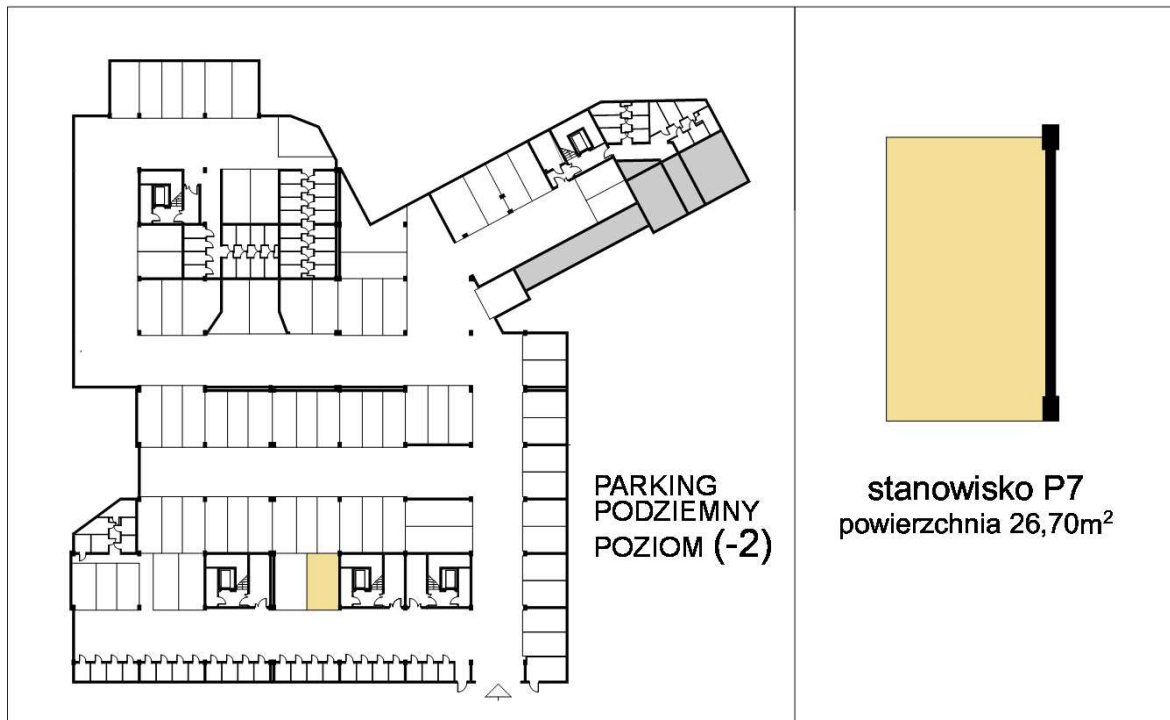 PARKING
PODZIEMNY
POZIOM (-2)
stanowisko P7
powierzchnia 26,70m²